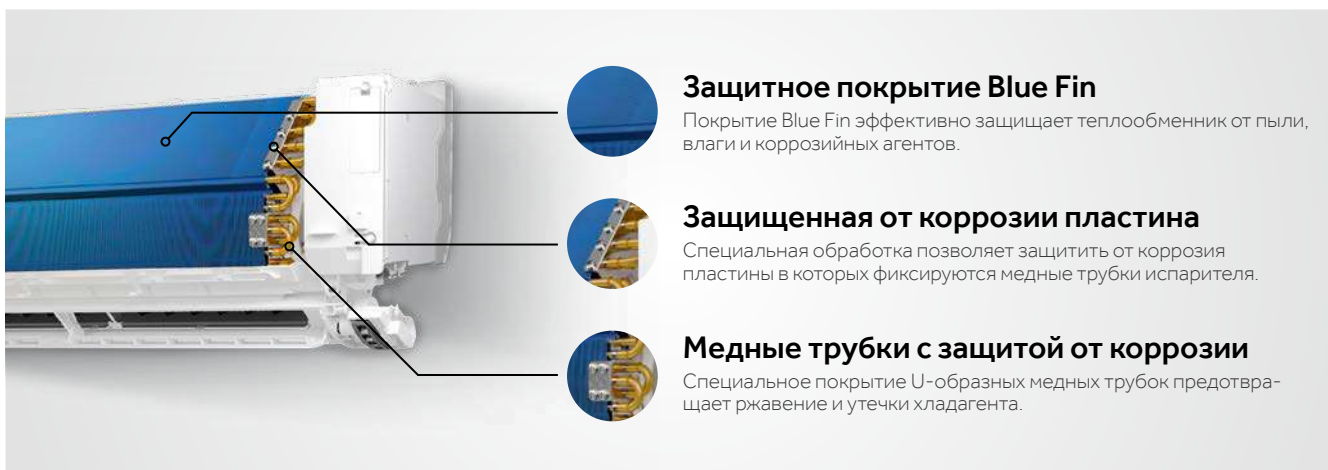 Защитное покрытие Blue Fin
Покрытие Blue Fin эффективно защищает теплообменник от пыли,
влаги и коррозийных агентов.
Защищенная от коррозии пластина
Специальная обработка позволяет защитить от коррозия
пластины в которых фиксируются медные трубки испарителя.
Медные трубки с защитой от коррозии
Специальное покрытие U-образных медных трубок предотвра-
щает ржавение и утечки хладагента.